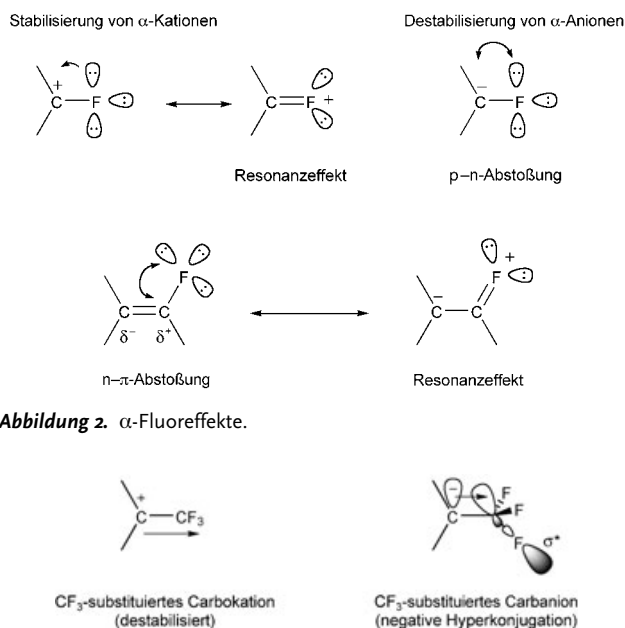 Stabilisierung von α-Kationen
Destabilisierung von α-Anionen
+
C
F
C
F
+
–
C
F
Resonanzeffekt
p–n-Abstoßung
F
C
C
δ–
δ+
F
+
–
C
C
n–π-Abstoßung
Resonanzeffekt
Abbildung 2. α-Fluoreffekte.
+
C
CF₃
–
C
F
F
F
σ*
CF₃-substituiertes Carbokation
(destabilisiert)
CF₃-substituiertes Carbanion
(negative Hyperkonjugation)